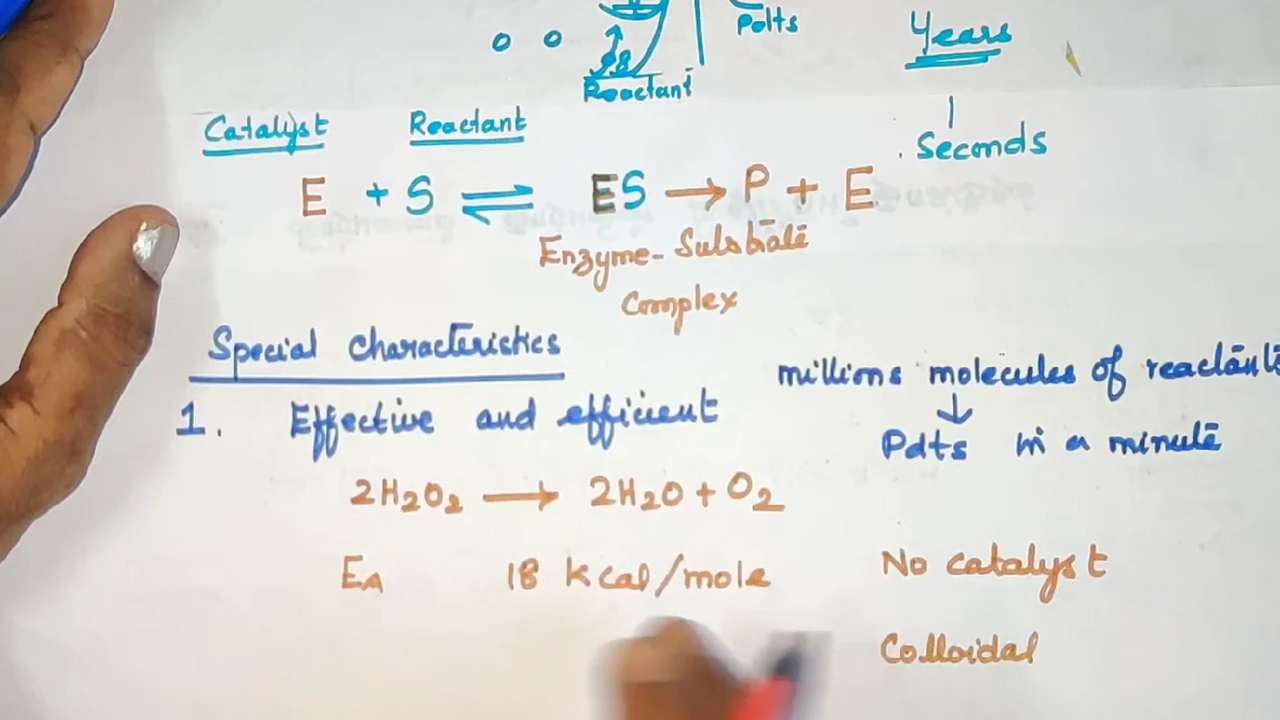 Pdts
Years
Reactant
Seconds
Catalyst Reactant
E + S ⇌ ES → P + E
Enzyme-Substrate
Complex
Special characteristics
millions molecules of reactants
↓
1. Effective and efficient
Pdts in a minute
2H₂O₂ → 2H₂O + O₂
EA 18 kcal/mole No catalyst
Colloidal